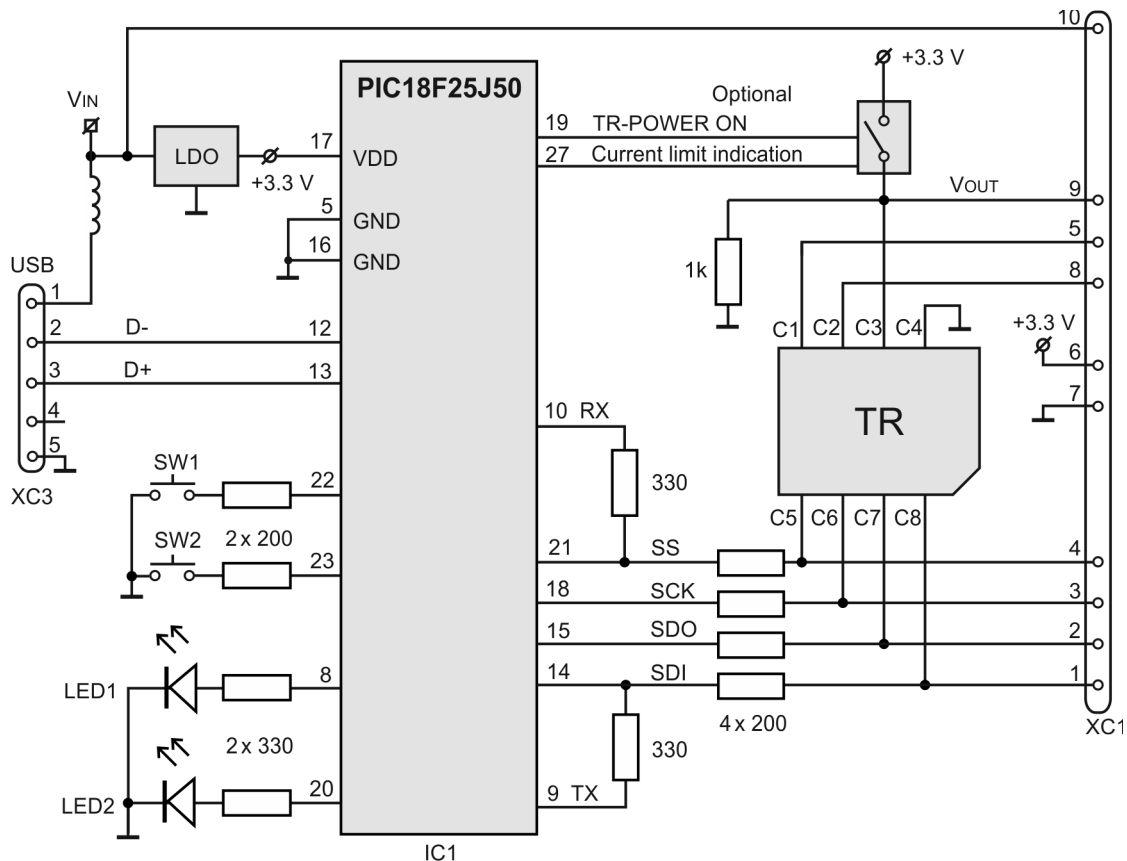 10
PIC18F25J50
+3.3 V
VIN
Optional
19 TR-POWER ON
17
LDO
VDD
27 Current limit indication
+3.3 V
VOUT
9
5
GND
5
16
GND
USB
1k
8
1
C1 C2 C3 C4
+3.3 V
2 D- 12
6
3 D+ 13
7
4
10 RX
TR
5
SW1
22
330
XC3
2 x 200
C5 C6 C7 C8
SW2
23
21 SS 4
18 SCK 3
15 SDO 2
LED1
8
14 SDI 1
4 x 200
XC1
2 x 330
330
LED2
20
9 TX
IC1